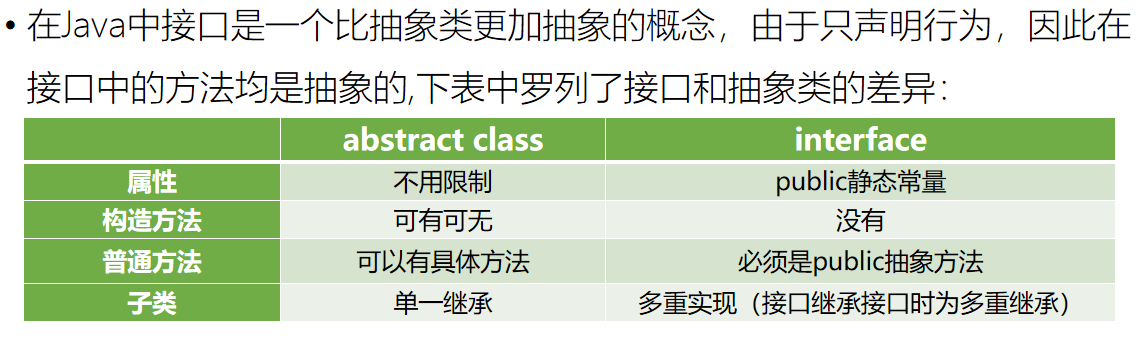 • 在Java中接口是一个比抽象类更加抽象的概念，由于只声明行为，因此在
接口中的方法均是抽象的,下表中罗列了接口和抽象类的差异：
abstract class interface
属性 不用限制 public静态常量
构造方法 可有可无 没有
普通方法 可以有具体方法 必须是public抽象方法
子类 单一继承 多重实现（接口继承接口时为多重继承）